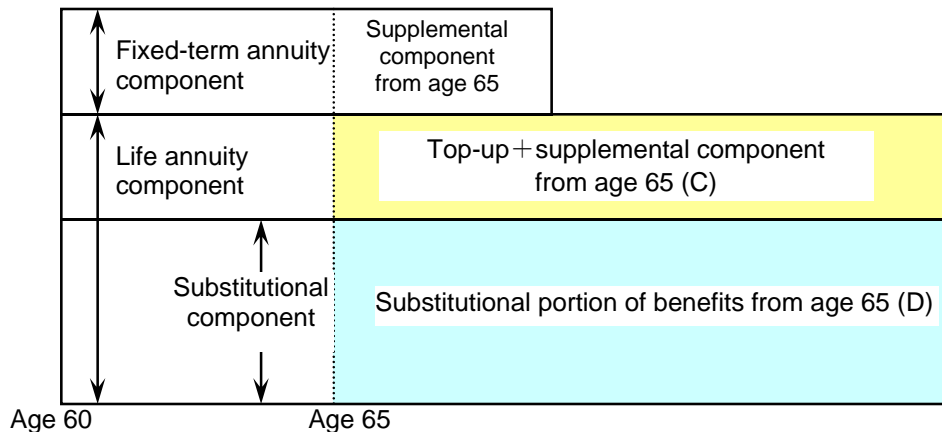 Fixed-term annuity
component
Supplemental
component
from age 65
Life annuity
component
Top-up＋supplemental component
from age 65 (C)
Substitutional
component
Substitutional portion of benefits from age 65 (D)
Age 60
Age 65